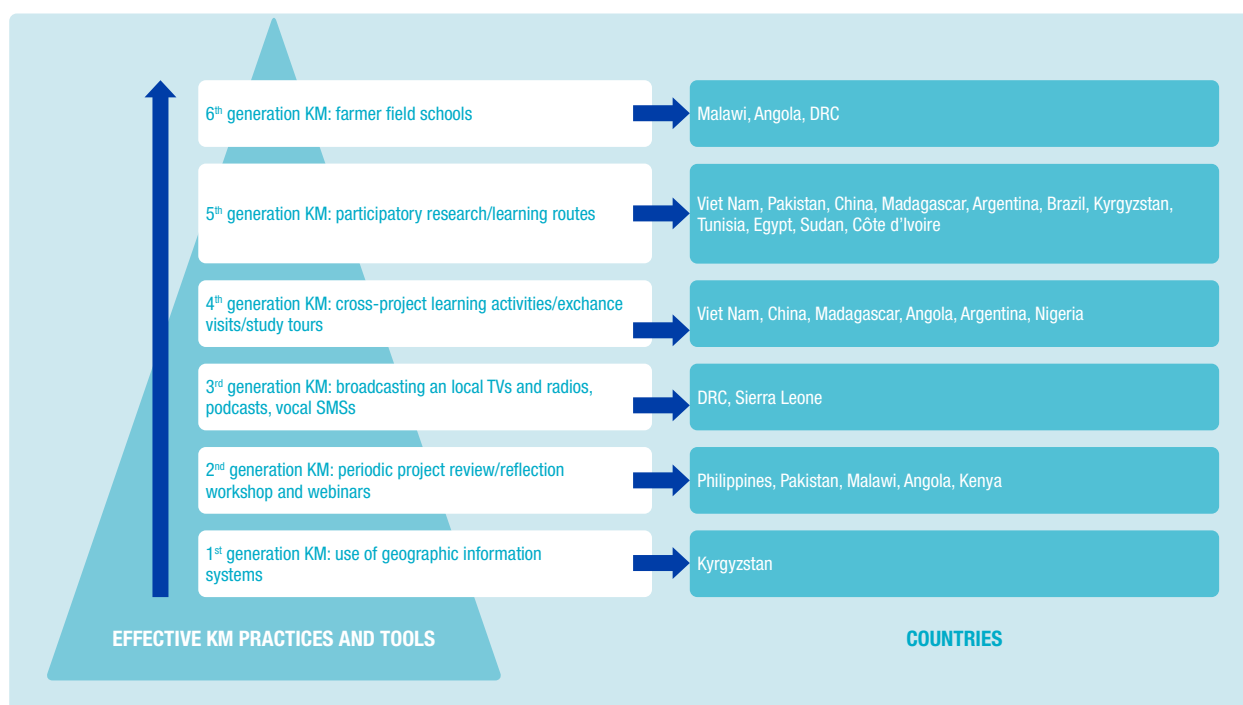 6th generation KM: farmer field schools
Malawi, Angola, DRC
5th generation KM: participatory research/learning routes
Viet Nam, Pakistan, China, Madagascar, Argentina, Brazil, Kyrgyzstan,
Tunisia, Egypt, Sudan, Côte d'Ivoire
4th generation KM: cross-project learning activities/exchance
visits/study tours
Viet Nam, China, Madagascar, Angola, Argentina, Nigeria
3rd generation KM: broadcasting an local TVs and radios,
podcasts, vocal SMSs
DRC, Sierra Leone
2nd generation KM: periodic project review/reflection
workshop and webinars
Philippines, Pakistan, Malawi, Angola, Kenya
1st generation KM: use of geographic information
systems
Kyrgyzstan
EFFECTIVE KM PRACTICES AND TOOLS
COUNTRIES